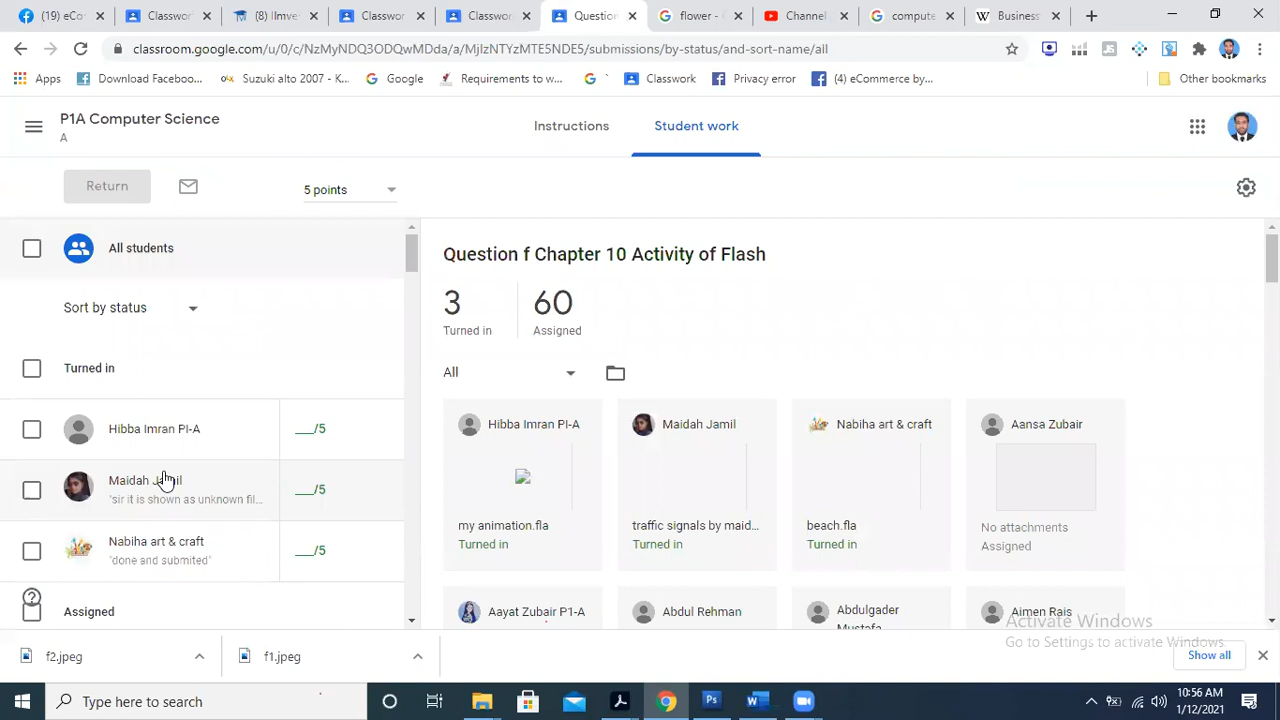 (19) eCo
Classwor
(8) Ilmve
Classwor
Classwor
Question
flower - G
Channel
compute
Business
classroom.google.com/u/0/c/NzMyNDQ3ODQwMDda/a/MjIzNTYzMTE5NDE5/submissions/by-status/and-sort-name/all
Apps
Download Faceboo...
Suzuki alto 2007 - K...
Google
Requirements to w...
Classwork
Privacy error
(4) eCommerce by...
Other bookmarks
P1A Computer Science
A
Instructions
Student work
Return
5 points
All students
Sort by status
Turned in
Hibba Imran PI-A
__/5
Maidah Jamil
"sir it is shown as unknown fil...
__/5
Nabiha art & craft
"done and submited"
__/5
Assigned
Question f Chapter 10 Activity of Flash
3
Turned in
60
Assigned
All
Hibba Imran PI-A
my animation.fla
Turned in
Maidah Jamil
traffic signals by maid...
Turned in
Nabiha art & craft
beach.fla
Turned in
Aansa Zubair
No attachments
Assigned
Aayat Zubair P1-A
Abdul Rehman
Abdulgader
Mustafa
Aimen Rais
Activate Windows
Go to Settings to activate Windows.
f2.jpeg
f1.jpeg
Show all
Type here to search
10:56 AM
1/12/2021